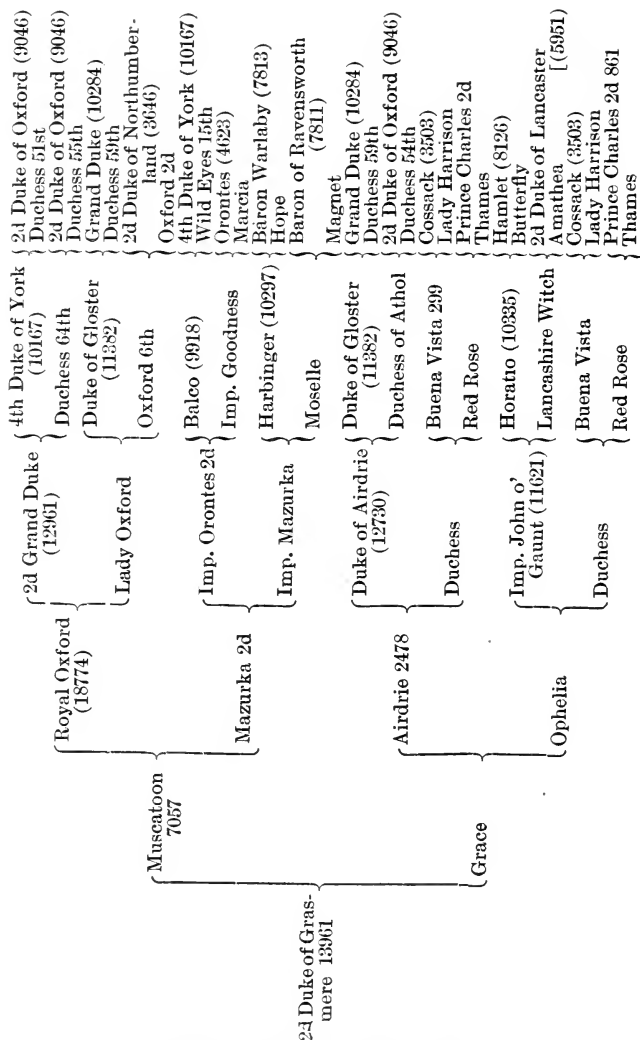 2d Duke of Gras-
mere 13961
Muscatoon
7057
Grace
Royal Oxford
(18774)
Mazurka 2d
Airdrie 2478
Ophelia
2d Grand Duke
(12961)
Lady Oxford
Imp. Orontes 2d
Imp. Mazurka
Duke of Airdrie
(12730)
Duchess
Imp. John o'
Gaunt (11621)
Duchess
4th Duke of York
(10167)
Duchess 64th
Duke of Gloster
(11382)
Oxford 6th
Balco (9918)
Imp. Goodness
Harbinger (10297)
Moselle
Duke of Gloster
(11382)
Duchess of Athol
Buena Vista 299
Red Rose
Horatio (10335)
Lancashire Witch
Buena Vista
Red Rose
2d Duke of Oxford (9046)
Duchess 51st
2d Duke of Oxford (9046)
Duchess 55th
Grand Duke (10284)
Duchess 59th
2d Duke of Northumber-
land (3646)
Oxford 2d
4th Duke of York (10167)
Wild Eyes 15th
Orontes (4623)
Marcia
Baron Warlaby (7813)
Hope
Baron of Ravensworth
(7811)
Magnet
Grand Duke (10284)
Duchess 59th
2d Duke of Oxford (9046)
Duchess 54th
Cossack (3503)
Lady Harrison
Prince Charles 2d
Thames
Hamlet (8126)
Butterfly
2d Duke of Lancaster
Amathea [(5951)
Cossack (3503)
Lady Harrison
Prince Charles 2d 861
Thames